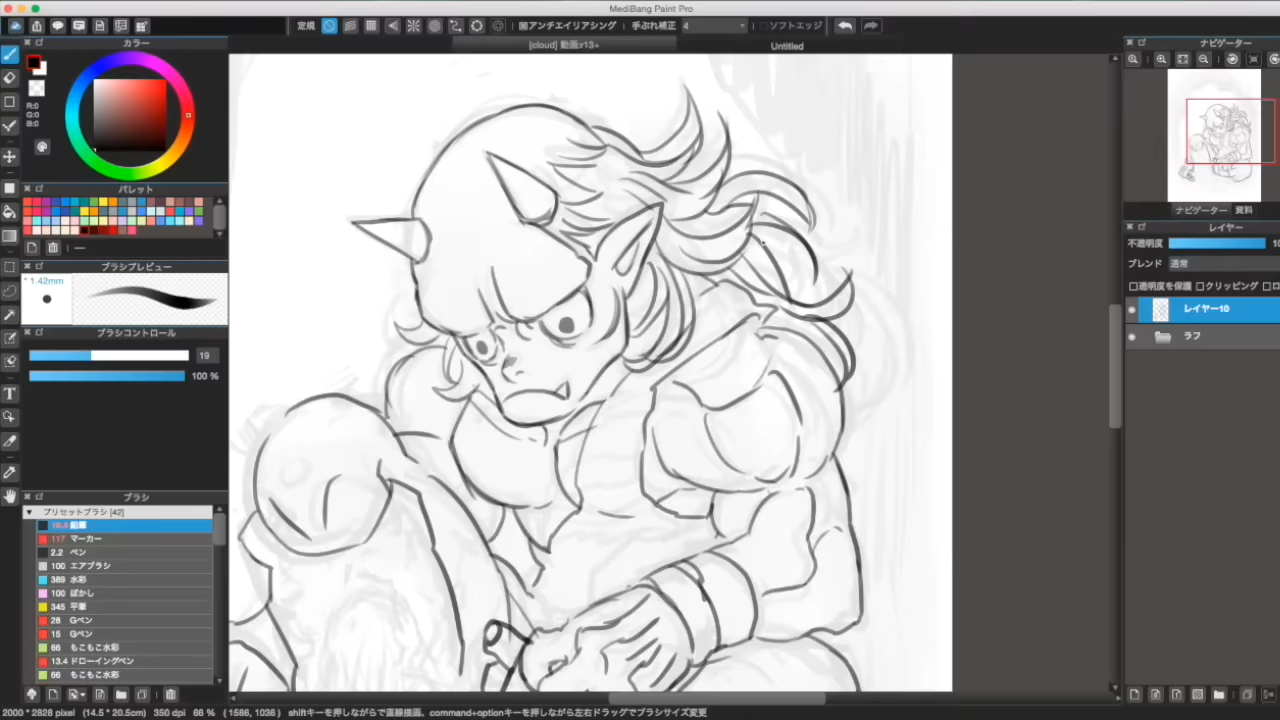 MediBang Paint Pro
定規
アンチエイリアシング 手ぶれ補正 4 ソフトエッジ
[cloud] 動画r13+
Untitled
カラー
R:0
G:0
B:0
パレット
ブラシプレビュー
* 1.42mm
ブラシコントロール
19
100 %
ブラシ
プリセットブラシ [42]
鉛筆
117 マーカー
2.2 ペン
100 エアブラシ
389 水彩
100 ぼかし
345 平筆
28 Gペン
15 Gペン
66 もこもこ水彩
13.4 ドローイングペン
66 もこもこ水彩
ナビゲーター
ナビゲーター 資料
レイヤー
不透明度 10
ブレンド 通常
透明度を保護 クリッピング ロ
レイヤー10
ラフ
2000 * 2828 pixel (14.5 * 20.5cm) 350 dpi 66 % ( 1586, 1036 ) shiftキーを押しながらで直線描画、command+optionキーを押しながら左右ドラッグでブラシサイズ変更